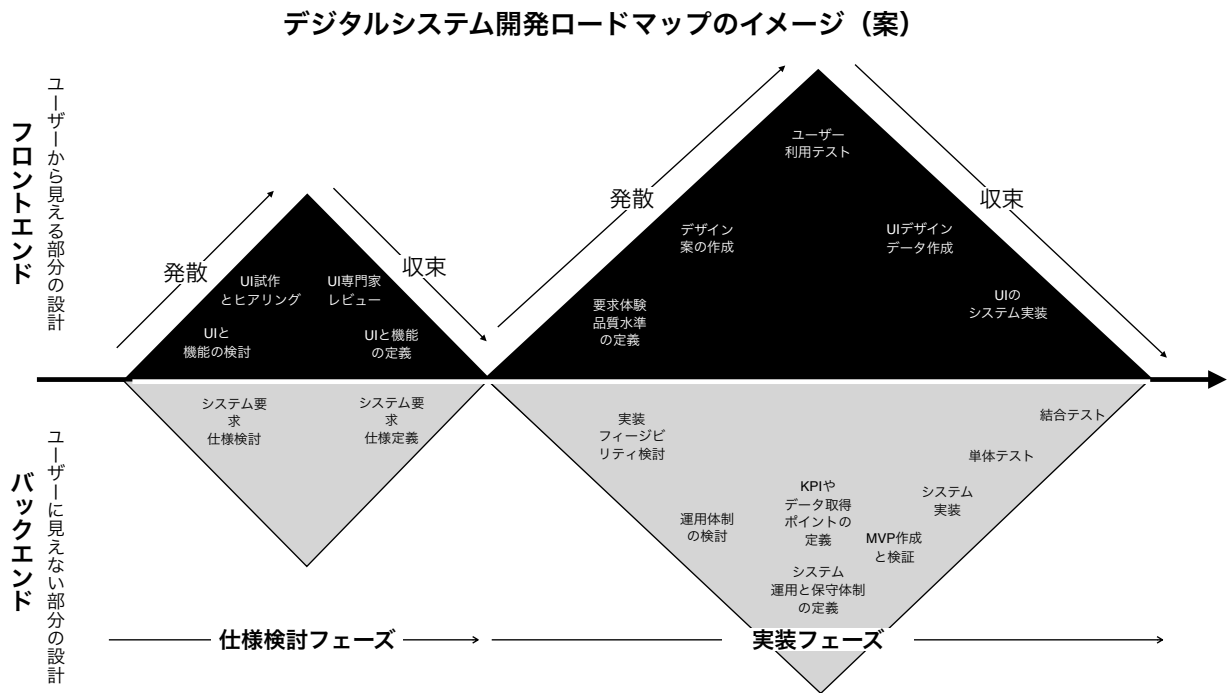 デジタルシステム開発ロードマップのイメージ（案）
フロントエンド
ユーザーから見える部分の設計
発散
収束
UI試作
とヒアリング
UI専門家
レビュー
UIと
機能の検討
UIと機能
の定義
発散
収束
ユーザー
利用テスト
デザイン
案の作成
UIデザイン
データ作成
要求体験
品質水準
の定義
UIの
システム実装
バックエンド
ユーザーに見えない部分の設計
システム要
求
仕様検討
システム要
求
仕様定義
実装
フィージビ
リティ検討
運用体制
の検討
KPIや
データ取得
ポイントの
定義
システム
運用と保守体制
の定義
MVP作成
と検証
システム
実装
単体テスト
結合テスト
仕様検討フェーズ
実装フェーズ